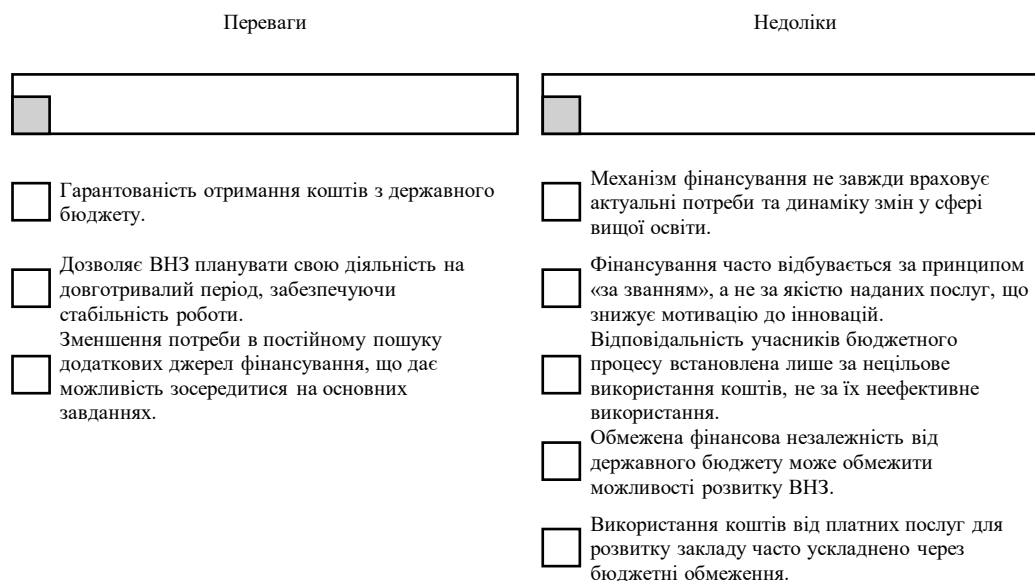 Переваги
Гарантованість отримання коштів з державного
бюджету.
Дозволяє ВНЗ планувати свою діяльність на
довготривалий період, забезпечуючи
стабільність роботи.
Зменшення потреби в постійному пошуку
додаткових джерел фінансування, що дає
можливість зосередитися на основних
завданнях.
Недоліки
Механізм фінансування не завжди враховує
актуальні потреби та динаміку змін у сфері
вищої освіти.
Фінансування часто відбувається за принципом
«за званням», а не за якістю наданих послуг, що
знижує мотивацію до інновацій.
Відповідальність учасників бюджетного
процесу встановлена лише за нецільове
використання коштів, не за їх неефективне
використання.
Обмежена фінансова незалежність від
державного бюджету може обмежити
можливості розвитку ВНЗ.
Використання коштів від платних послуг для
розвитку закладу часто ускладнено через
бюджетні обмеження.